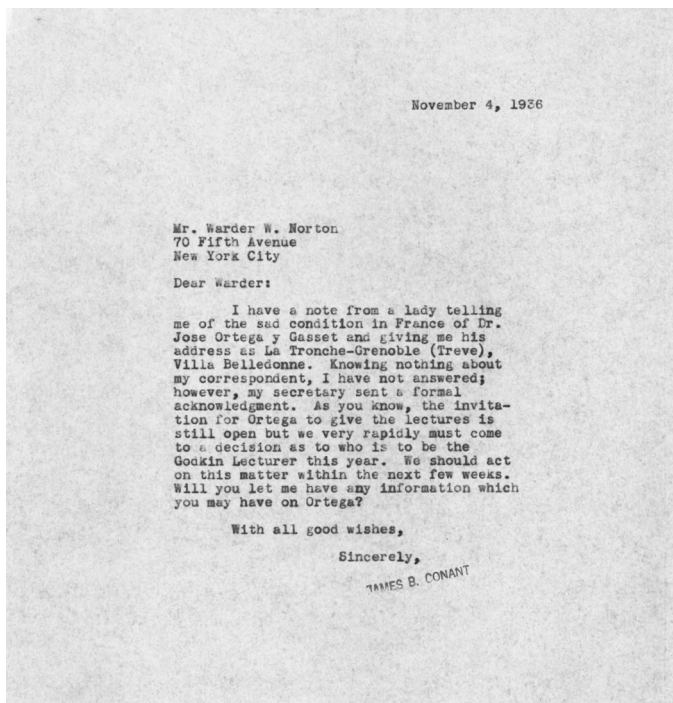 November 4, 1936
Mr. Warder W. Norton
70 Fifth Avenue
New York City
Dear Warder:
I have a note from a lady telling
me of the sad condition in France of Dr.
Jose Ortega y Gasset and giving me his
address as La Tronche-Grenoble (Treve),
Villa Belledonne. Knowing nothing about
my correspondent, I have not answered;
however, my secretary sent a formal
acknowledgment. As you know, the invita-
tion for Ortega to give the lectures is
still open but we very rapidly must come
to a decision as to who is to be the
Godkin Lecturer this year. We should act
on this matter within the next few weeks.
Will you let me have any information which
you may have on Ortega?
With all good wishes,
Sincerely,
JAMES B. CONANT